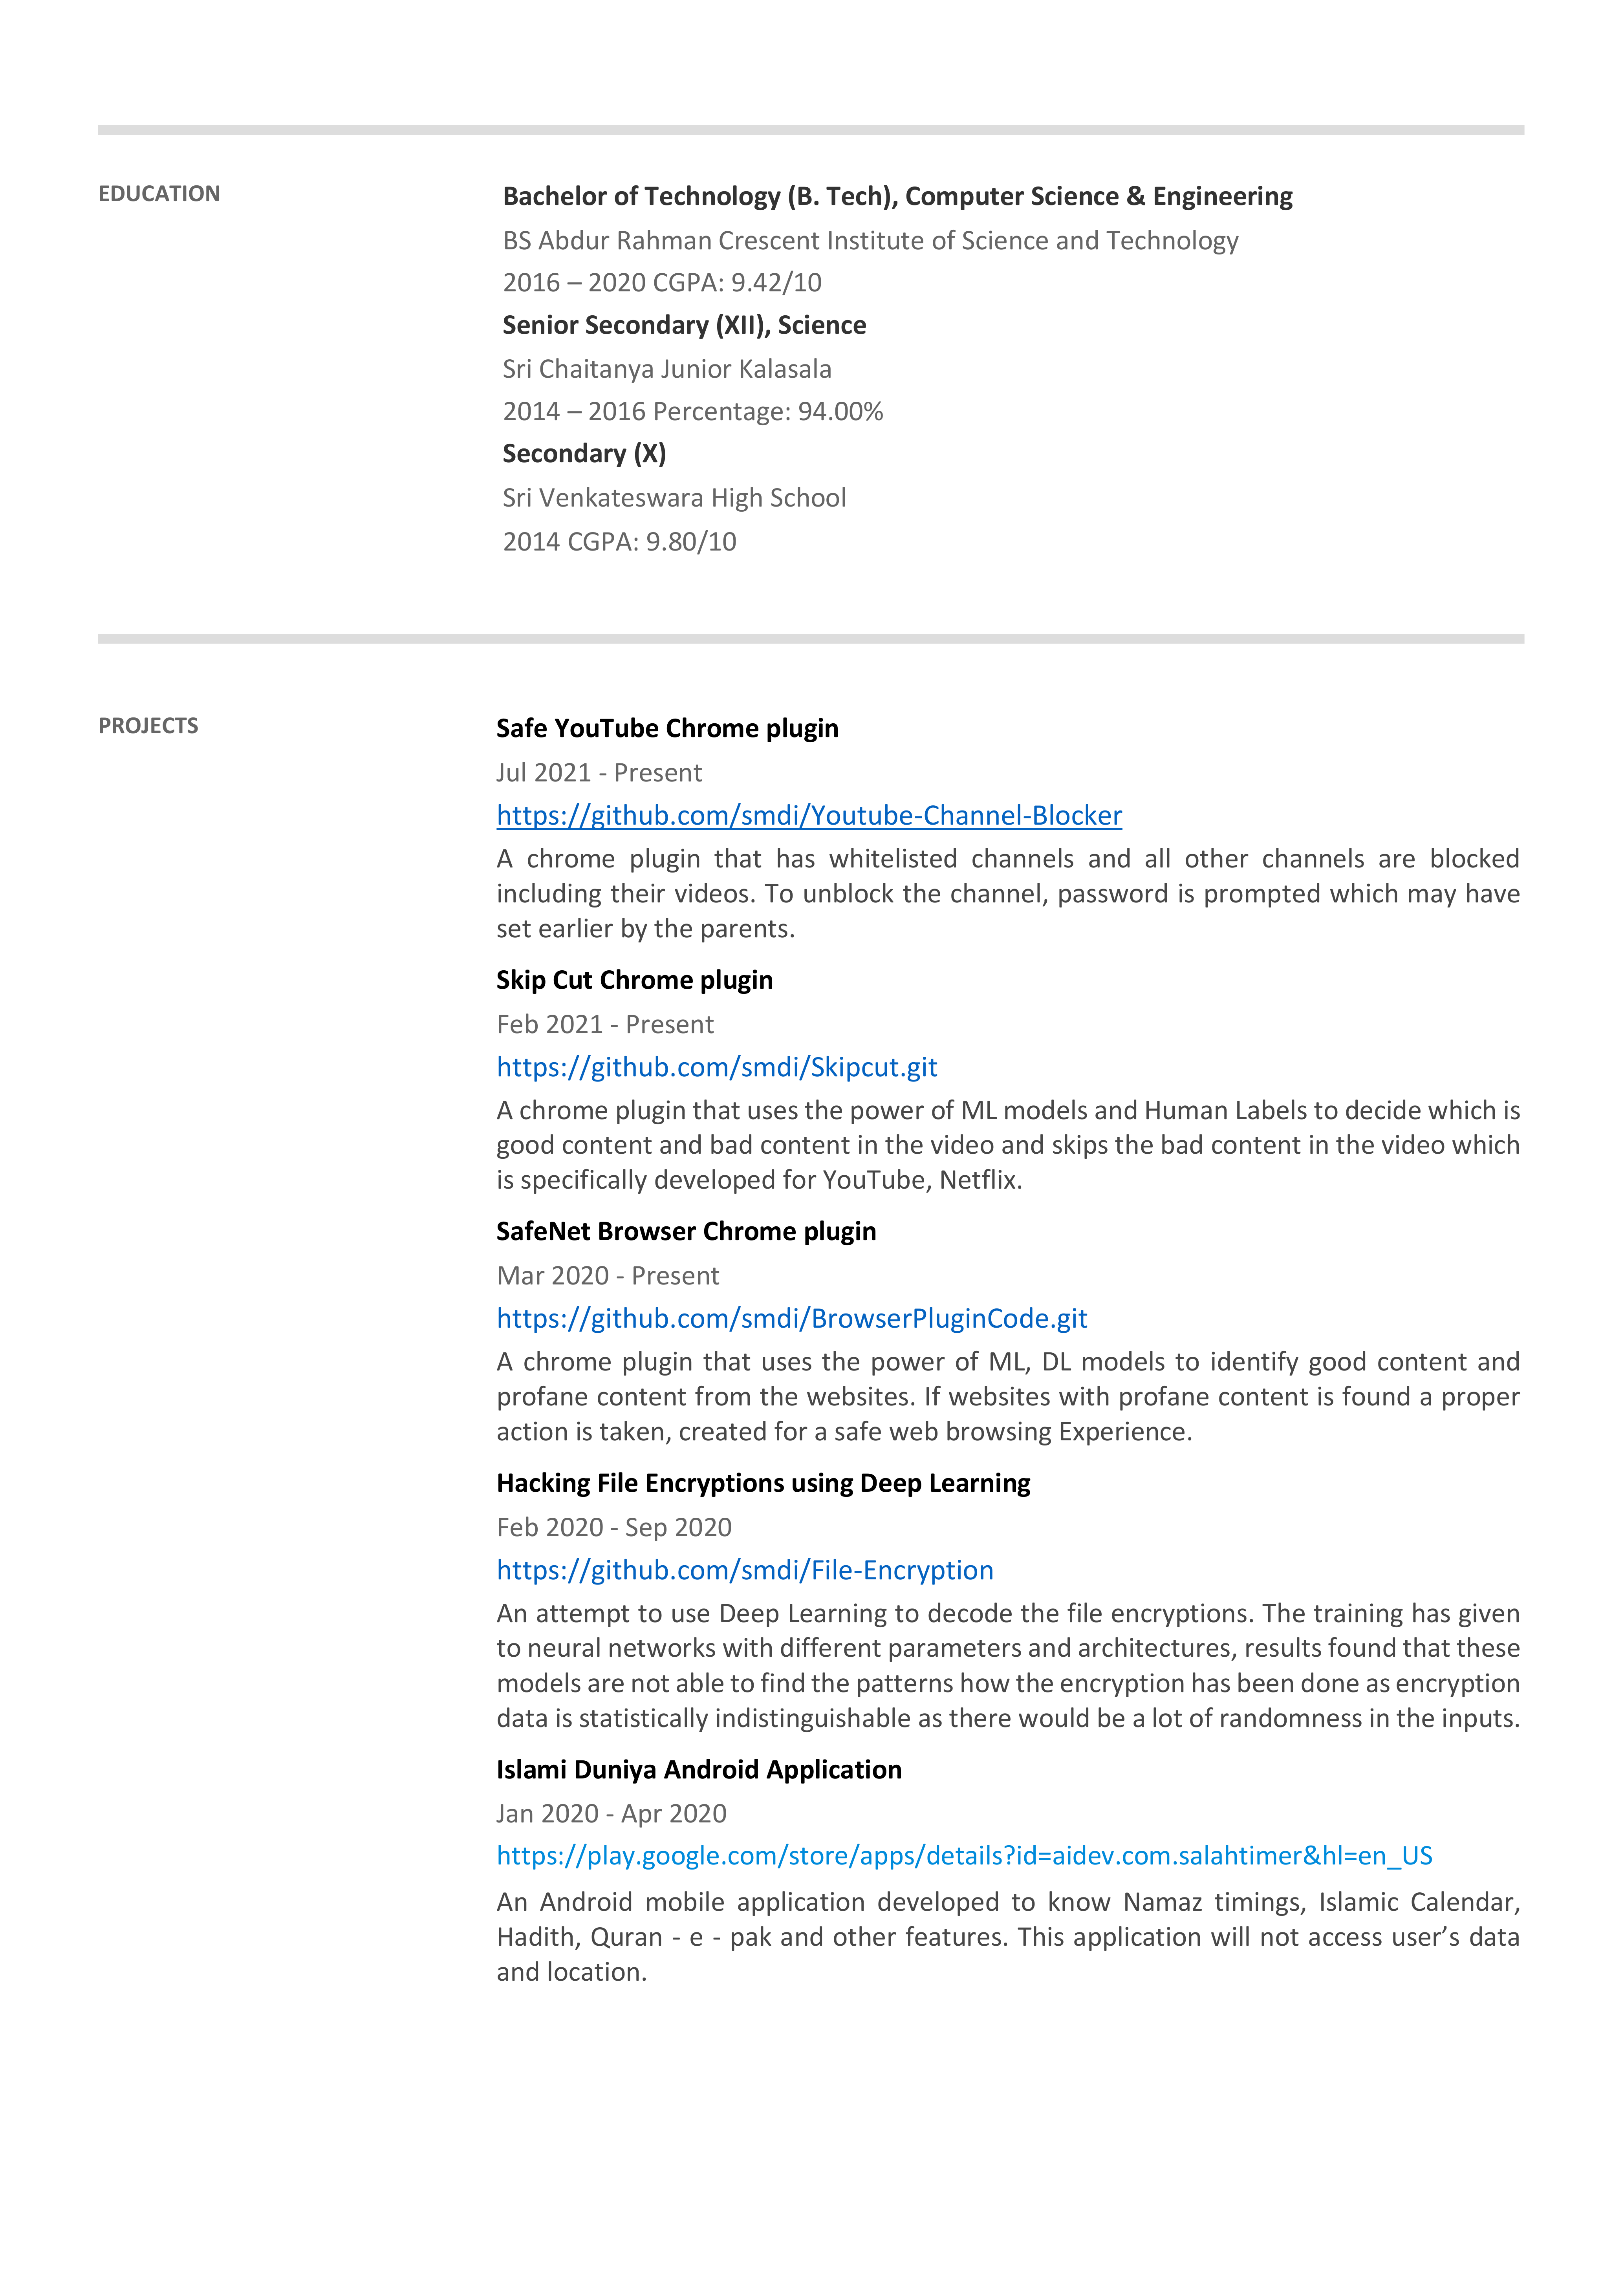 EDUCATION
Bachelor of Technology (B. Tech), Computer Science & Engineering
BS Abdur Rahman Crescent Institute of Science and Technology
2016 – 2020 CGPA: 9.42/10
Senior Secondary (XII), Science
Sri Chaitanya Junior Kalasala
2014 – 2016 Percentage: 94.00%
Secondary (X)
Sri Venkateswara High School
2014 CGPA: 9.80/10
PROJECTS
Safe YouTube Chrome plugin
Jul 2021 - Present
https://github.com/smdi/Youtube-Channel-Blocker
A chrome plugin that has whitelisted channels and all other channels are blocked
including their videos. To unblock the channel, password is prompted which may have
set earlier by the parents.
Skip Cut Chrome plugin
Feb 2021 - Present
https://github.com/smdi/Skipcut.git
A chrome plugin that uses the power of ML models and Human Labels to decide which is
good content and bad content in the video and skips the bad content in the video which
is specifically developed for YouTube, Netflix.
SafeNet Browser Chrome plugin
Mar 2020 - Present
https://github.com/smdi/BrowserPluginCode.git
A chrome plugin that uses the power of ML, DL models to identify good content and
profane content from the websites. If websites with profane content is found a proper
action is taken, created for a safe web browsing Experience.
Hacking File Encryptions using Deep Learning
Feb 2020 - Sep 2020
https://github.com/smdi/File-Encryption
An attempt to use Deep Learning to decode the file encryptions. The training has given
to neural networks with different parameters and architectures, results found that these
models are not able to find the patterns how the encryption has been done as encryption
data is statistically indistinguishable as there would be a lot of randomness in the inputs.
Islami Duniya Android Application
Jan 2020 - Apr 2020
https://play.google.com/store/apps/details?id=aidev.com.salahtimer&hl=en_US
An Android mobile application developed to know Namaz timings, Islamic Calendar,
Hadith, Quran - e - pak and other features. This application will not access user’s data
and location.